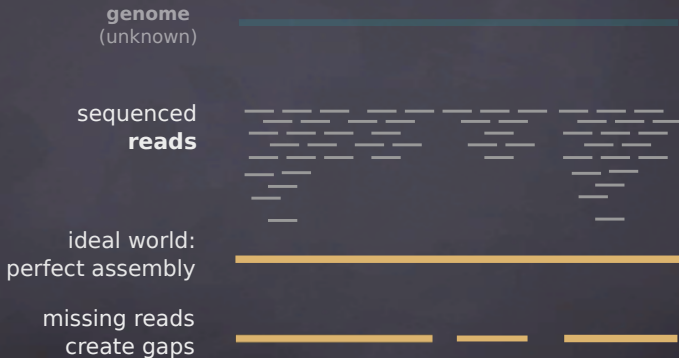 genome
(unknown)
sequenced
reads
ideal world:
perfect assembly
missing reads
create gaps